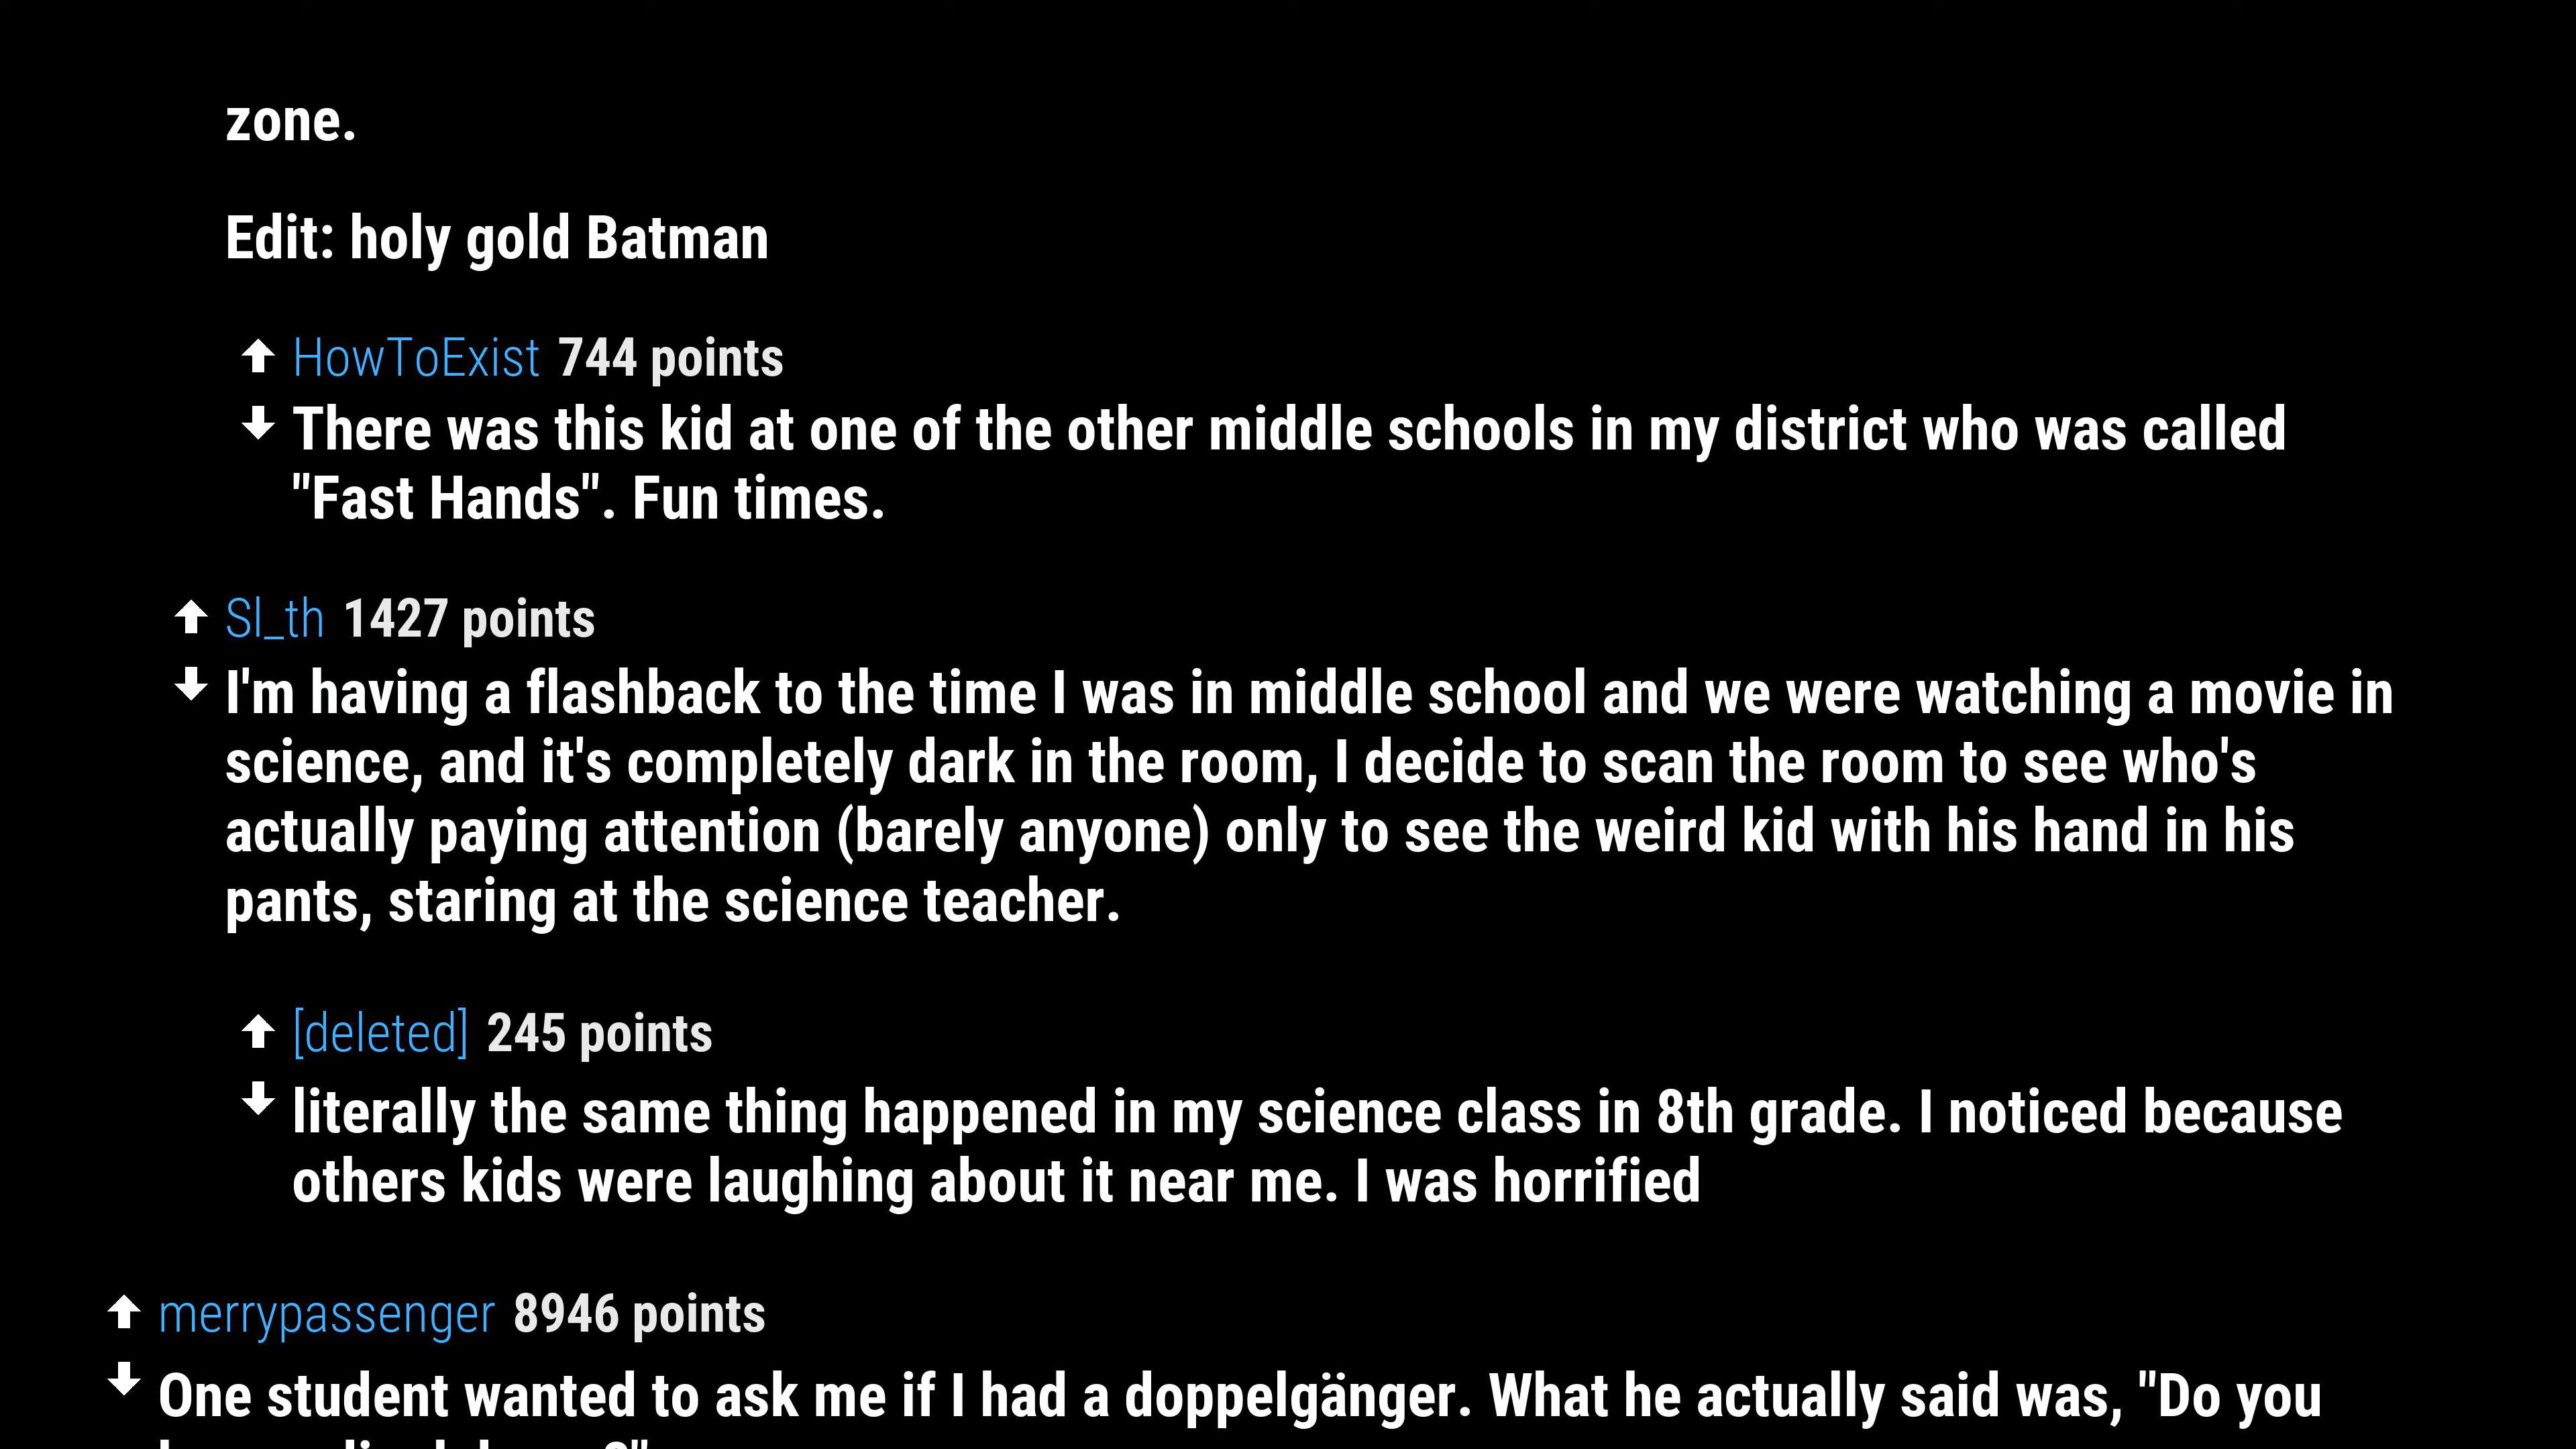 zone.
Edit: holy gold Batman
HowToExist 744 points
There was this kid at one of the other middle schools in my district who was called
"Fast Hands". Fun times.
Sl_th 1427 points
I'm having a flashback to the time I was in middle school and we were watching a movie in
science, and it's completely dark in the room, I decide to scan the room to see who's
actually paying attention (barely anyone) only to see the weird kid with his hand in his
pants, staring at the science teacher.
[deleted] 245 points
literally the same thing happened in my science class in 8th grade. I noticed because
others kids were laughing about it near me. I was horrified
merrypassenger 8946 points
One student wanted to ask me if I had a doppelgänger. What he actually said was, "Do you